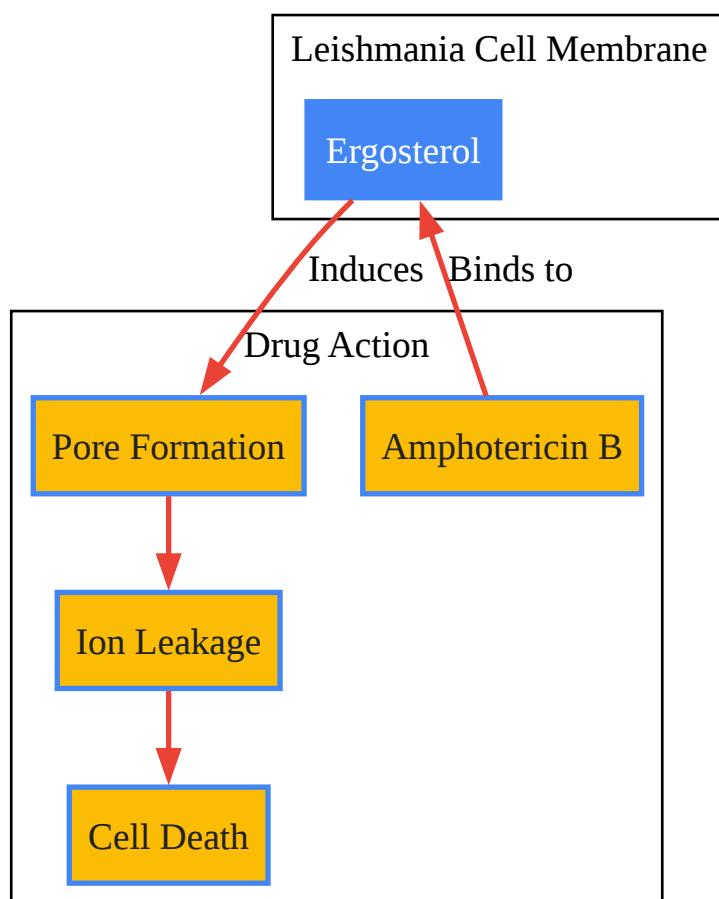 Leishmania Cell Membrane
Ergosterol
Induces
Binds to
Drug Action
Pore Formation
Amphotericin B
Ion Leakage
Cell Death